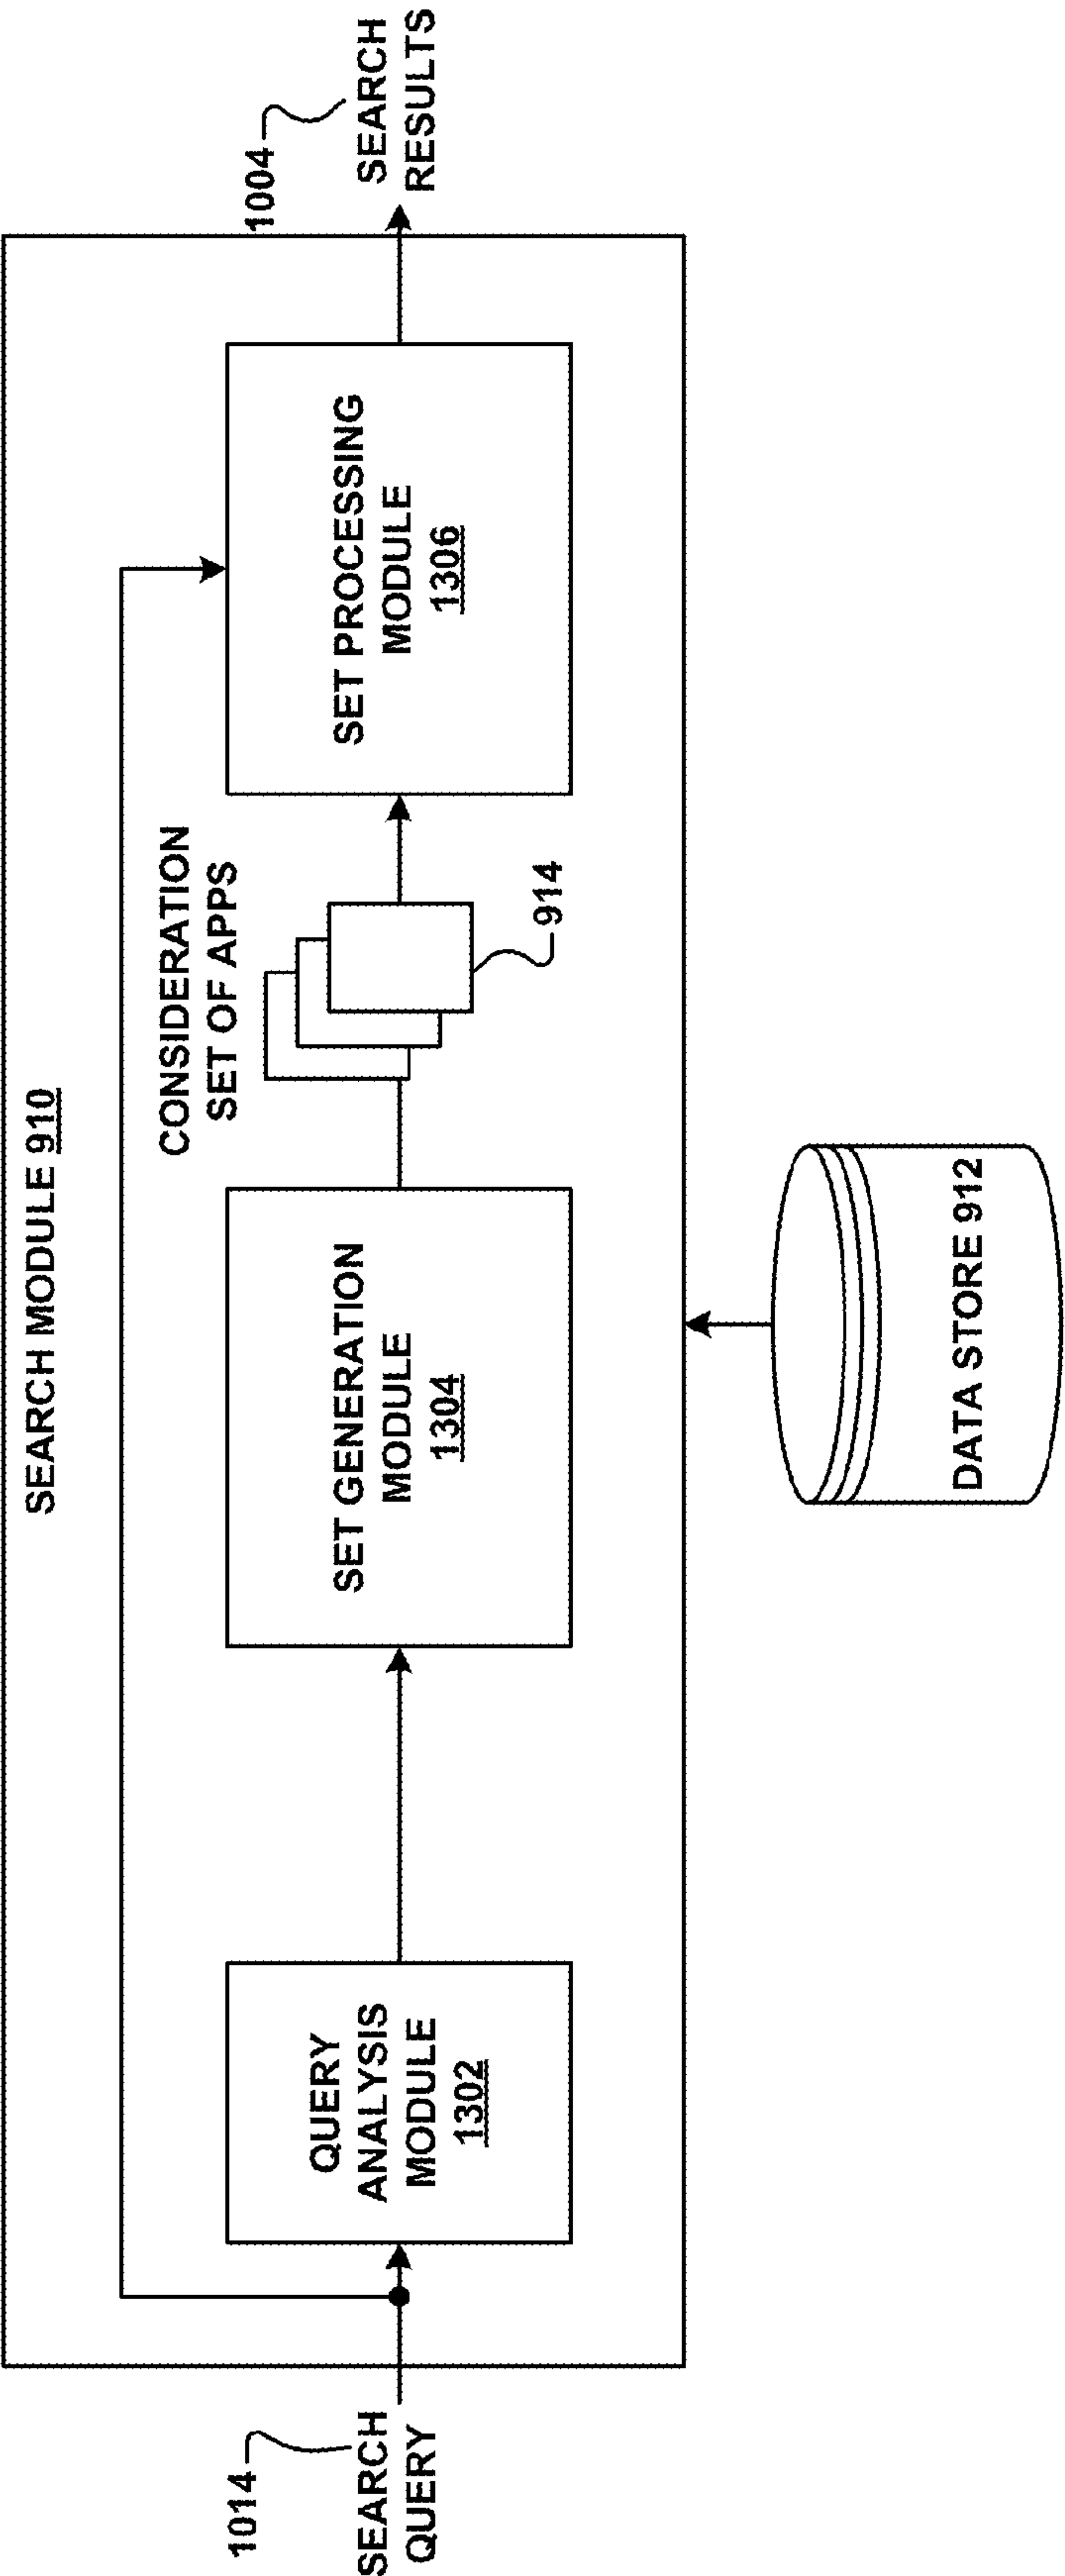 SEARCH MODULE 910
1014
SEARCH
QUERY
QUERY
ANALYSIS
MODULE
1302
SET GENERATION
MODULE
1304
CONSIDERATION
SET OF APPS
914
SET PROCESSING
MODULE
1306
1004
SEARCH
RESULTS
DATA STORE 912